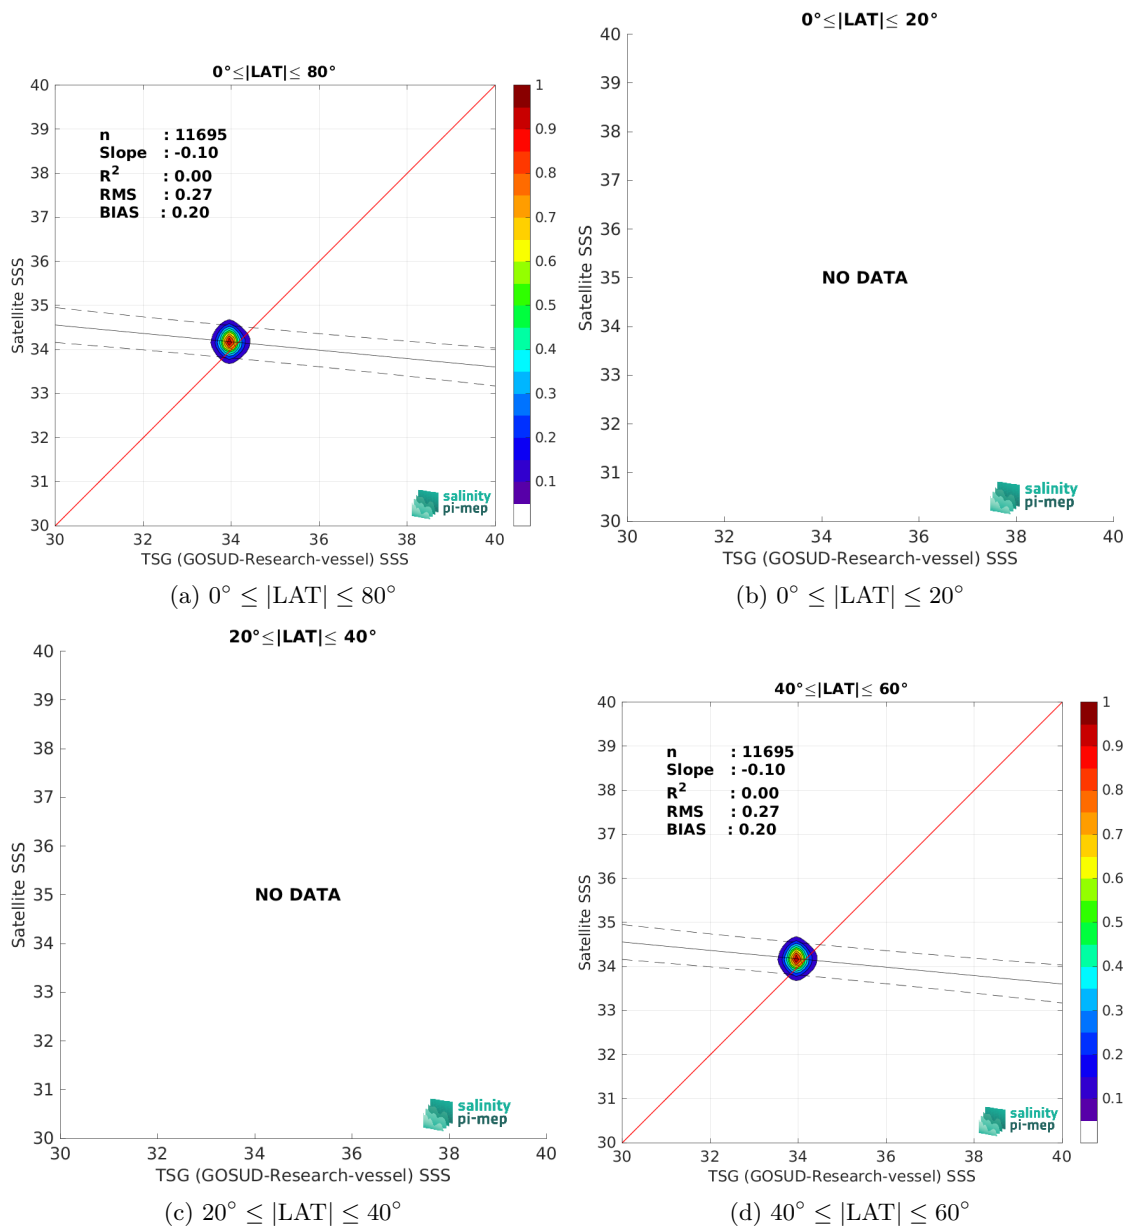 0°≤|LAT|≤ 80°
40
39
38
37
36
35
34
33
32
31
30
Satellite SSS
n : 11695
Slope : -0.10
R² : 0.00
RMS : 0.27
BIAS : 0.20
1
0.9
0.8
0.7
0.6
0.5
0.4
0.3
0.2
0.1
salinity
pi-mep
30 32 34 36 38 40
TSG (GOSUD-Research-vessel) SSS
(a) 0° ≤ |LAT| ≤ 80°
0°≤|LAT|≤ 20°
40
39
38
37
36
35
34
33
32
31
30
Satellite SSS
NO DATA
salinity
pi-mep
30 32 34 36 38 40
TSG (GOSUD-Research-vessel) SSS
(b) 0° ≤ |LAT| ≤ 20°
20°≤|LAT|≤ 40°
40
39
38
37
36
35
34
33
32
31
30
Satellite SSS
NO DATA
salinity
pi-mep
30 32 34 36 38 40
TSG (GOSUD-Research-vessel) SSS
(c) 20° ≤ |LAT| ≤ 40°
40°≤|LAT|≤ 60°
40
39
38
37
36
35
34
33
32
31
30
Satellite SSS
n : 11695
Slope : -0.10
R² : 0.00
RMS : 0.27
BIAS : 0.20
1
0.9
0.8
0.7
0.6
0.5
0.4
0.3
0.2
0.1
salinity
pi-mep
30 32 34 36 38 40
TSG (GOSUD-Research-vessel) SSS
(d) 40° ≤ |LAT| ≤ 60°